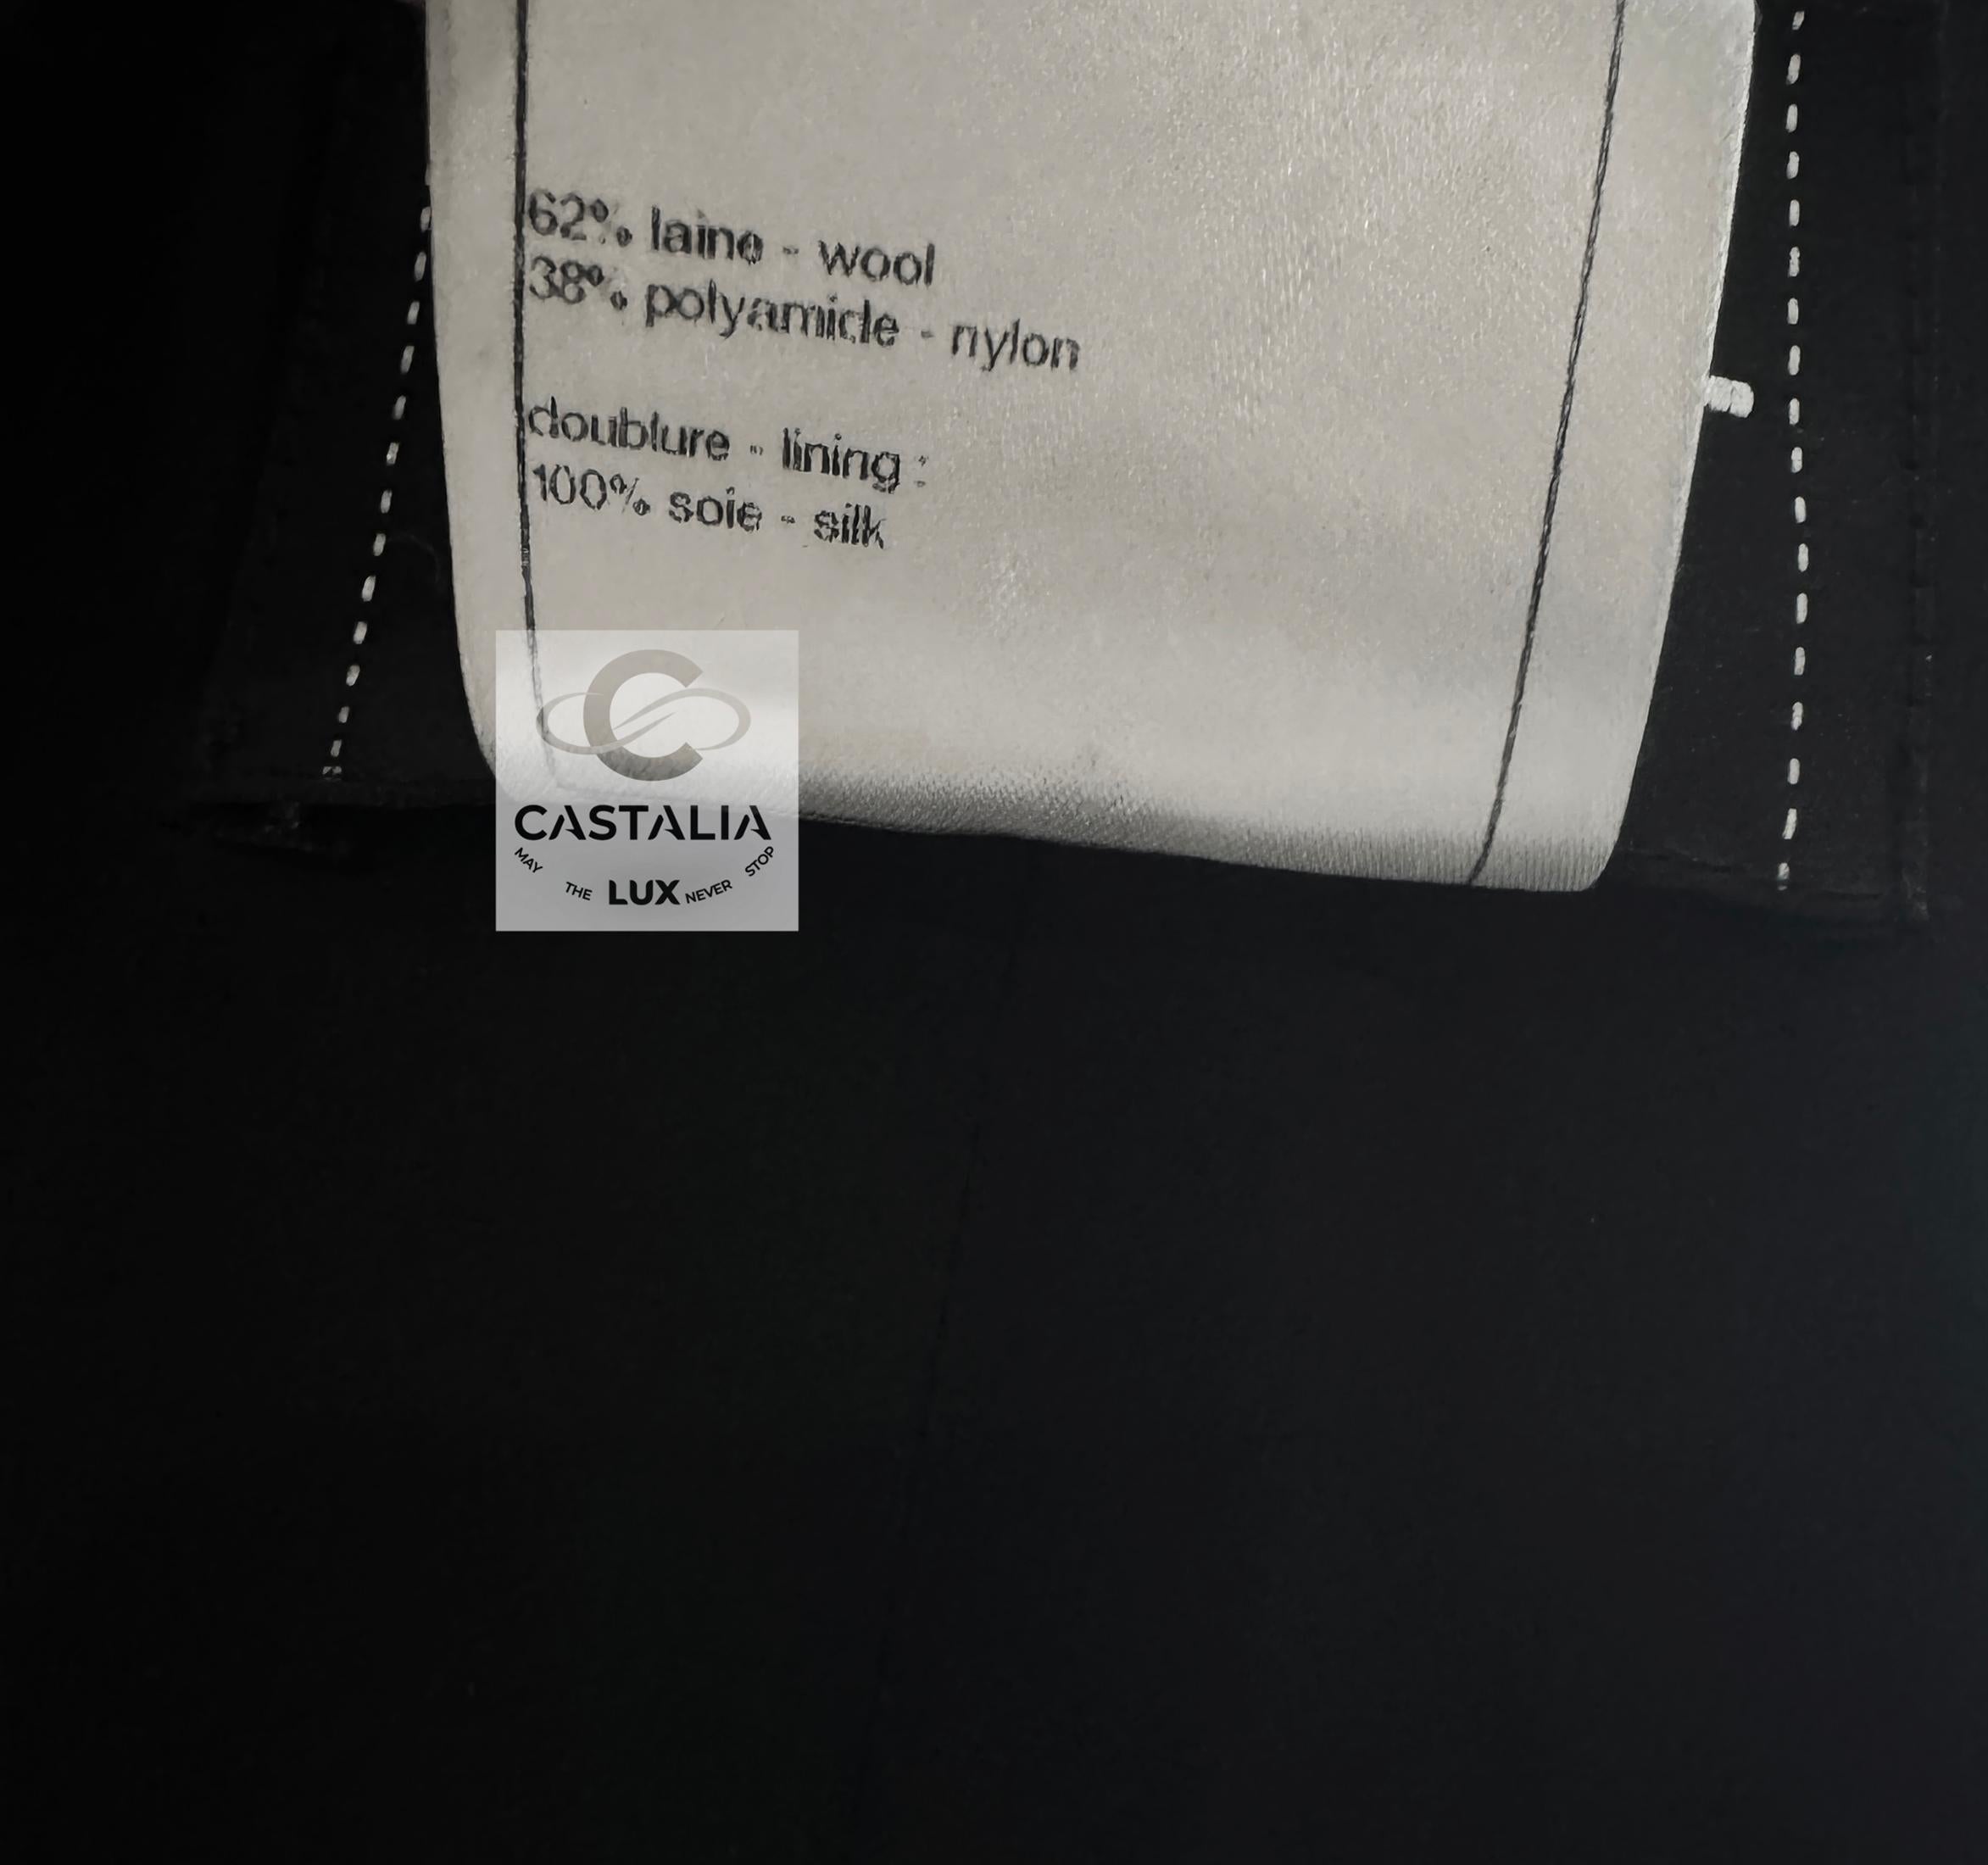 62% laine - wool
38% polyamide - nylon
doublure - lining :
100% soie - silk
CASTALIA
MAY THE LUX NEVER STOP